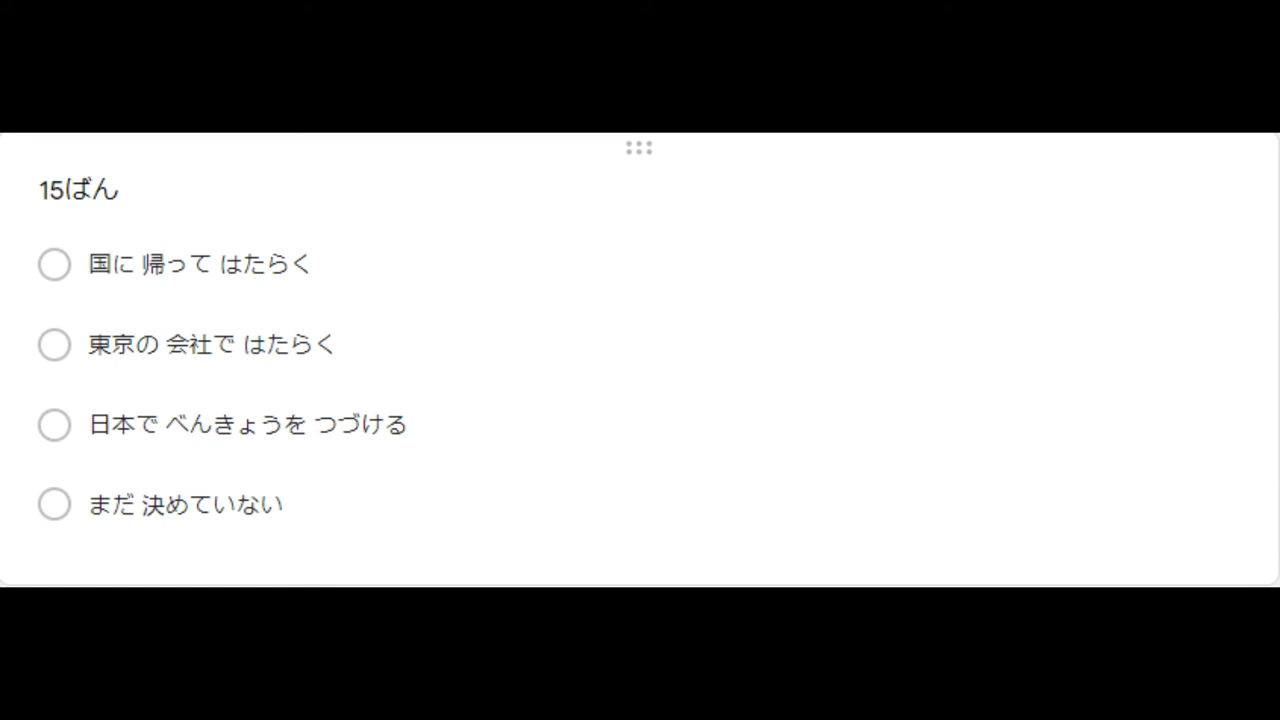 15ばん
国に 帰って はたらく
東京の 会社で はたらく
日本で べんきょうを つづける
まだ 決めていない